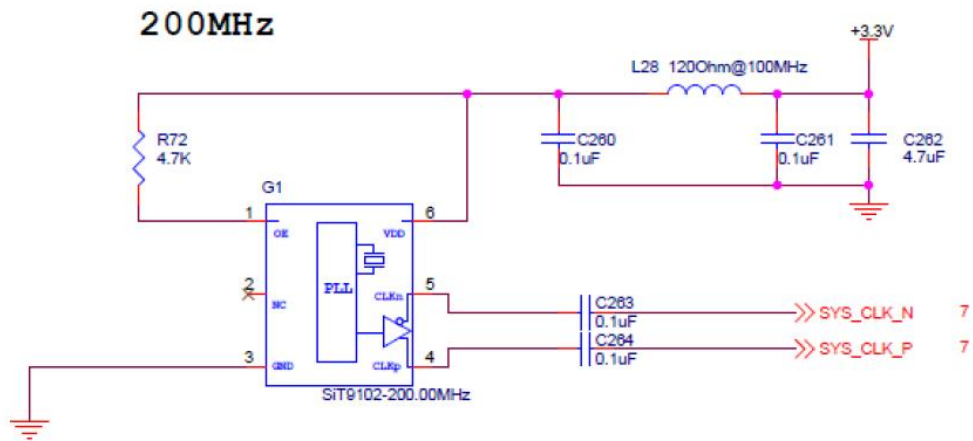 200MHz
+3.3V
L28 120Ohm@100MHz
R72
4.7K
C260
0.1uF
C261
0.1uF
C262
4.7uF
G1
1
6
OE
VDD
2
5
NC
PLL
CLKn
C263
0.1uF
SYS_CLK_N 7
3
4
GND
CLKp
C264
0.1uF
SYS_CLK_P 7
SiT9102-200.00MHz